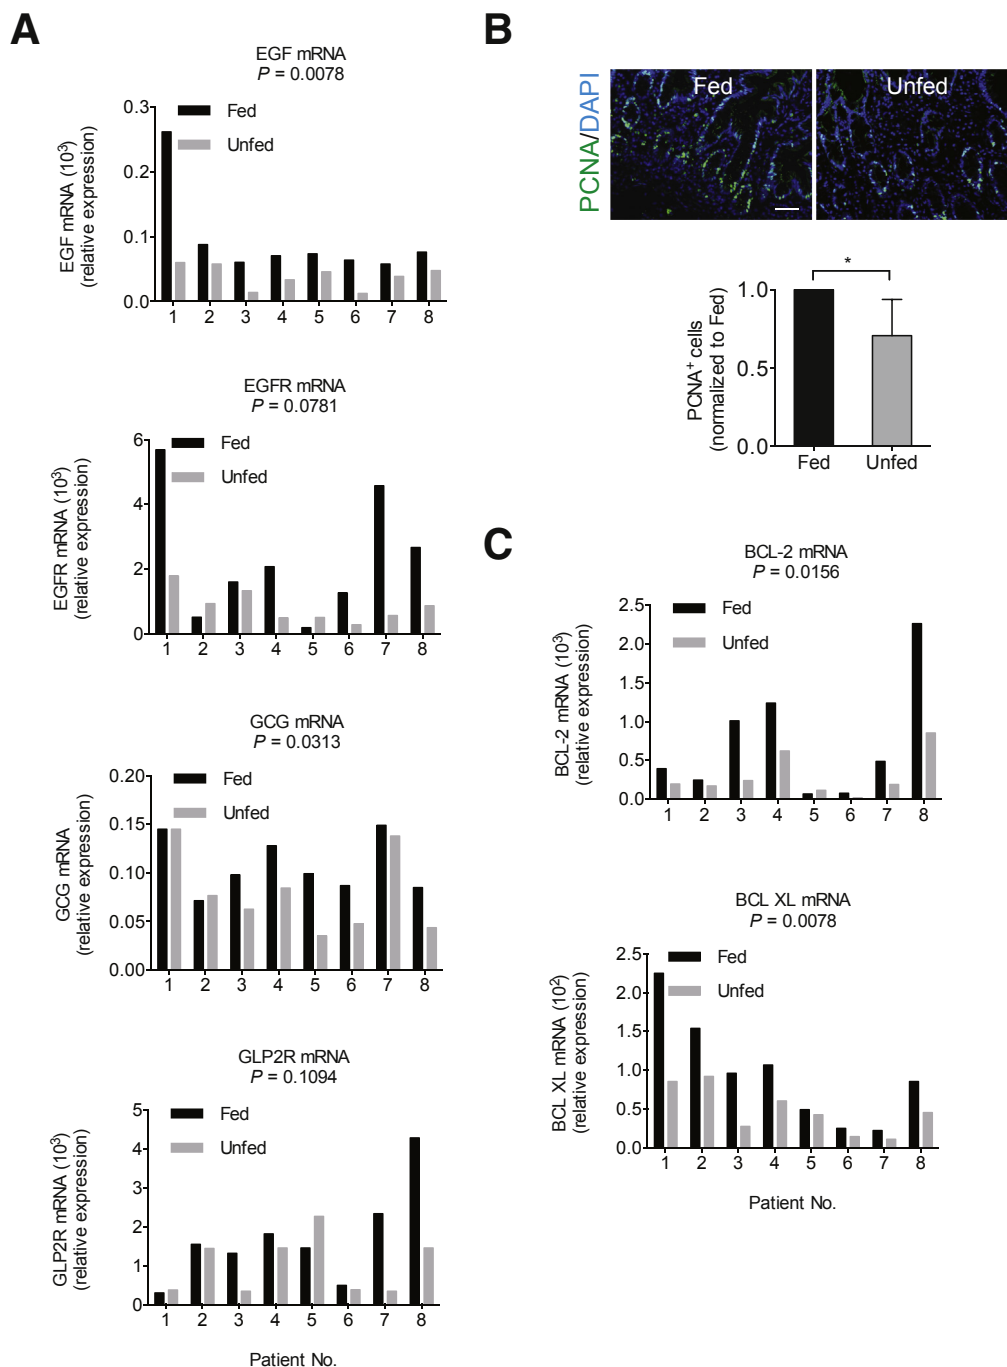 A
EGF mRNA
P = 0.0078
EGF mRNA (10³)
(relative expression)
0.3
0.2
0.1
0.0
Fed
Unfed
1 2 3 4 5 6 7 8
EGFR mRNA
P = 0.0781
EGFR mRNA (10³)
(relative expression)
6
4
2
0
Fed
Unfed
1 2 3 4 5 6 7 8
GCG mRNA
P = 0.0313
GCG mRNA
(relative expression)
0.20
0.15
0.10
0.05
0.00
Fed
Unfed
1 2 3 4 5 6 7 8
GLP2R mRNA
P = 0.1094
GLP2R mRNA (10³)
(relative expression)
5
4
3
2
1
0
Fed
Unfed
1 2 3 4 5 6 7 8
Patient No.
B
PCNA/DAPI
Fed
Unfed
PCNA⁺ cells
(normalized to Fed)
1.0
0.5
0.0
*
Fed Unfed
C
BCL-2 mRNA
P = 0.0156
BCL-2 mRNA (10³)
(relative expression)
2.5
2.0
1.5
1.0
0.5
0.0
Fed
Unfed
1 2 3 4 5 6 7 8
BCL XL mRNA
P = 0.0078
BCL XL mRNA (10²)
(relative expression)
2.5
2.0
1.5
1.0
0.5
0.0
Fed
Unfed
1 2 3 4 5 6 7 8
Patient No.